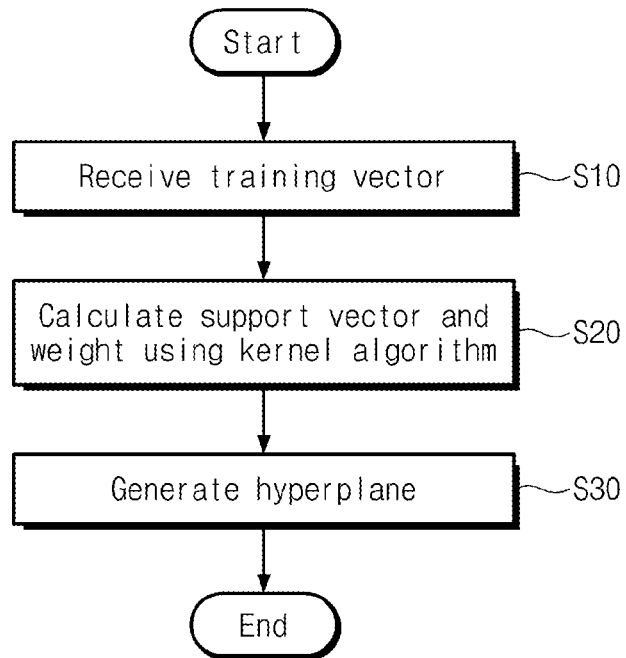 Start
Receive training vector
S10
Calculate support vector and
weight using kernel algorithm
S20
Generate hyperplane
S30
End